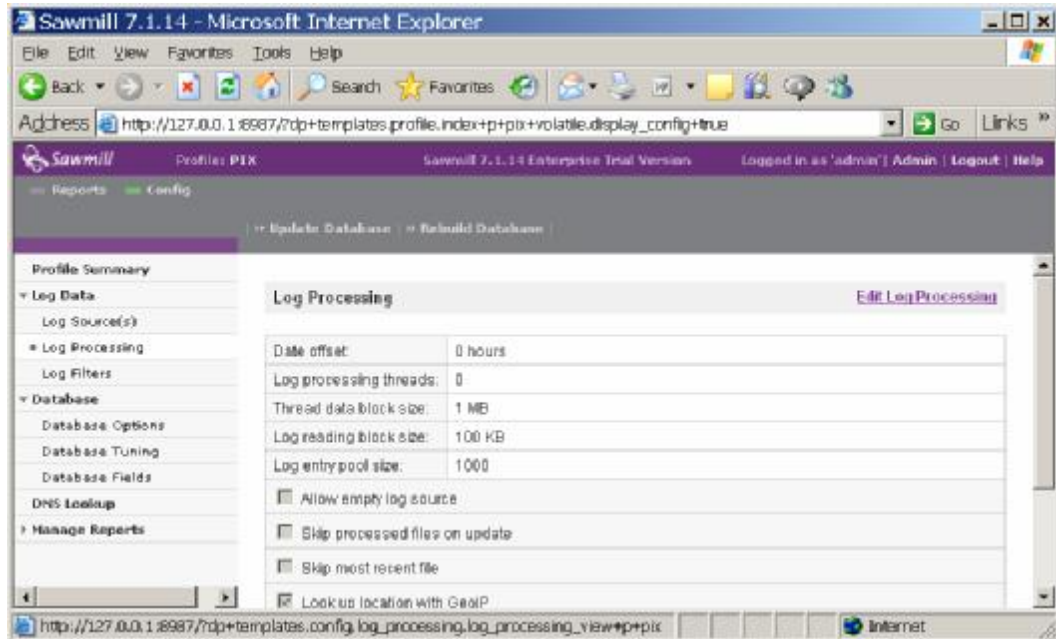 Sawmill 7.1.14 - Microsoft Internet Explorer
File Edit View Favorites Tools Help
Back Search Favorites
Address http://127.0.0.1:8987/?dp+templates.profile.index+p+pix+volatile.display_config+true Go Links »
Sawmill Profile: PIX Sawmill 7.1.14 Enterprise Trial Version Logged in as 'admin' | Admin | Logout | Help
Reports Config
Update Database | Rebuild Database |
Profile Summary
Log Data
Log Processing Edit Log Processing
Log Source(s)
Log Processing
Date offset: 0 hours
Log Filters
Log processing threads: 0
Database
Thread data block size: 1 MB
Database Options
Log reading block size: 100 KB
Database Tuning
Log entry pool size: 1000
Database Fields
Allow empty log source
DNS Lookup
Skip processed files on update
Manage Reports
Skip most recent file
Look up location with GeoIP
http://127.0.0.1:8987/?dp+templates.config.log_processing.log_processing_view+p+pix Internet